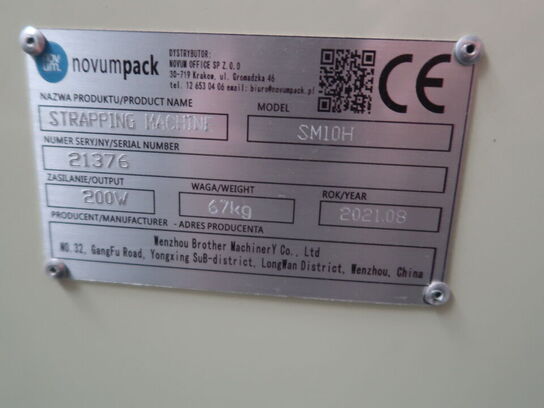 NOV
UM.
novumpack
DYSTRYBUTOR:
NOVUM OFFICE SP Z.O.O
30-719 Krakow, ul. Gromadzka 46
tel. 12 653 04 06 email: biuro@novumpack.pl
CE
NAZWA PRODUKTU/PRODUCT NAME
MODEL
STRAPPING MACHINE
SM10H
NUMER SERYJNY/SERIAL NUMBER
21376
ZASILANIE/OUTPUT
WAGA/WEIGHT
ROK/YEAR
200W
67kg
2021.08
PRODUCENT/MANUFACTURER - ADRES PRODUCENTA
Wenzhou Brother MachinerY Co., Ltd
NO.32, GangFu Road, Yongxing SuB-district, LongWan District, Wenzhou, China